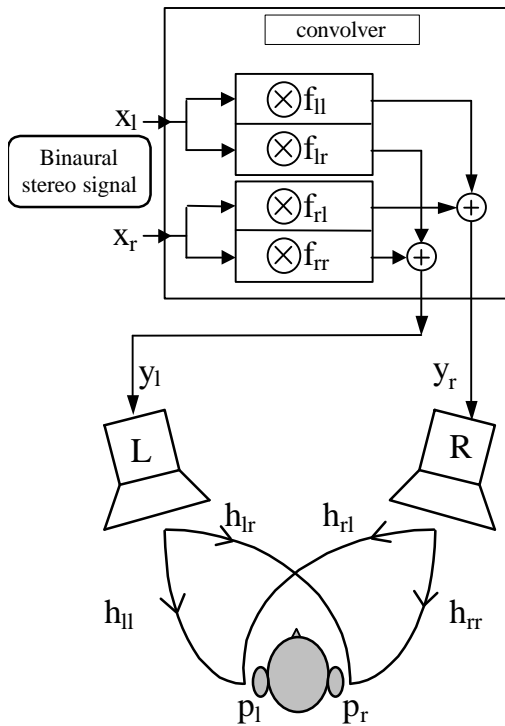 convolver
x_l
⊗ f_ll
⊗ f_lr
Binaural
stereo signal
⊗ f_rl
x_r
⊗ f_rr
+
+
y_l
y_r
L
R
h_lr
h_rl
h_ll
h_rr
p_l
p_r